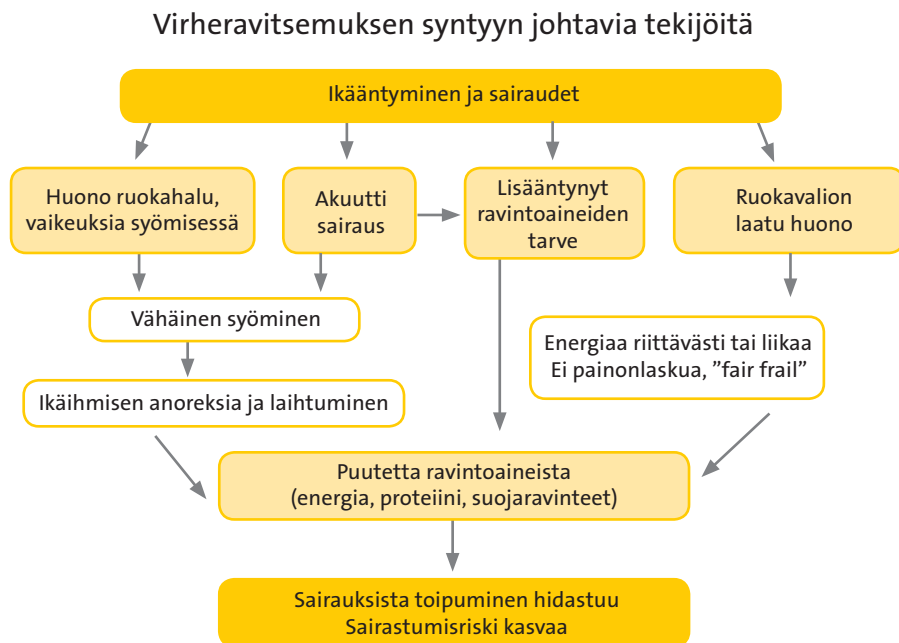 Virheravitsemuksen syntyyn johtavia tekijöitä
Ikääntyminen ja sairaudet
Huono ruokahalu,
vaikeuksia syömisessä
Akuutti
sairaus
Lisääntynyt
ravintoaineiden
tarve
Ruokavalion
laatu huono
Vähäinen syöminen
Energiaa riittävästi tai liikaa
Ei painonlaskua, ”fair frail”
Ikäihmisen anoreksia ja laihtuminen
Puutetta ravintoaineista
(energia, proteiini, suojaravinteet)
Sairauksista toipuminen hidastuu
Sairastumisriski kasvaa